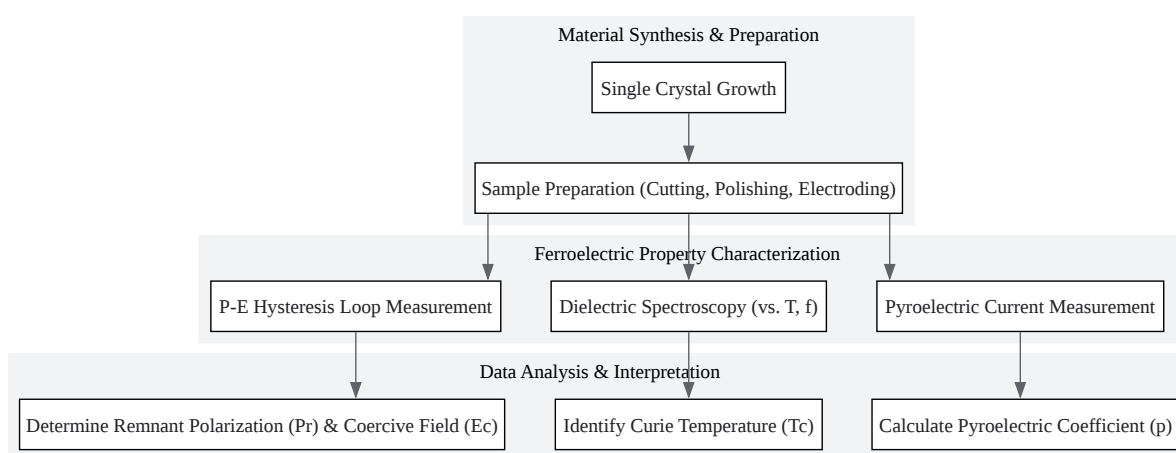 Material Synthesis & Preparation
Single Crystal Growth
Sample Preparation (Cutting, Polishing, Electroding)
Ferroelectric Property Characterization
P-E Hysteresis Loop Measurement
Dielectric Spectroscopy (vs. T, f)
Pyroelectric Current Measurement
Data Analysis & Interpretation
Determine Remnant Polarization (Pr) & Coercive Field (Ec)
Identify Curie Temperature (Tc)
Calculate Pyroelectric Coefficient (p)